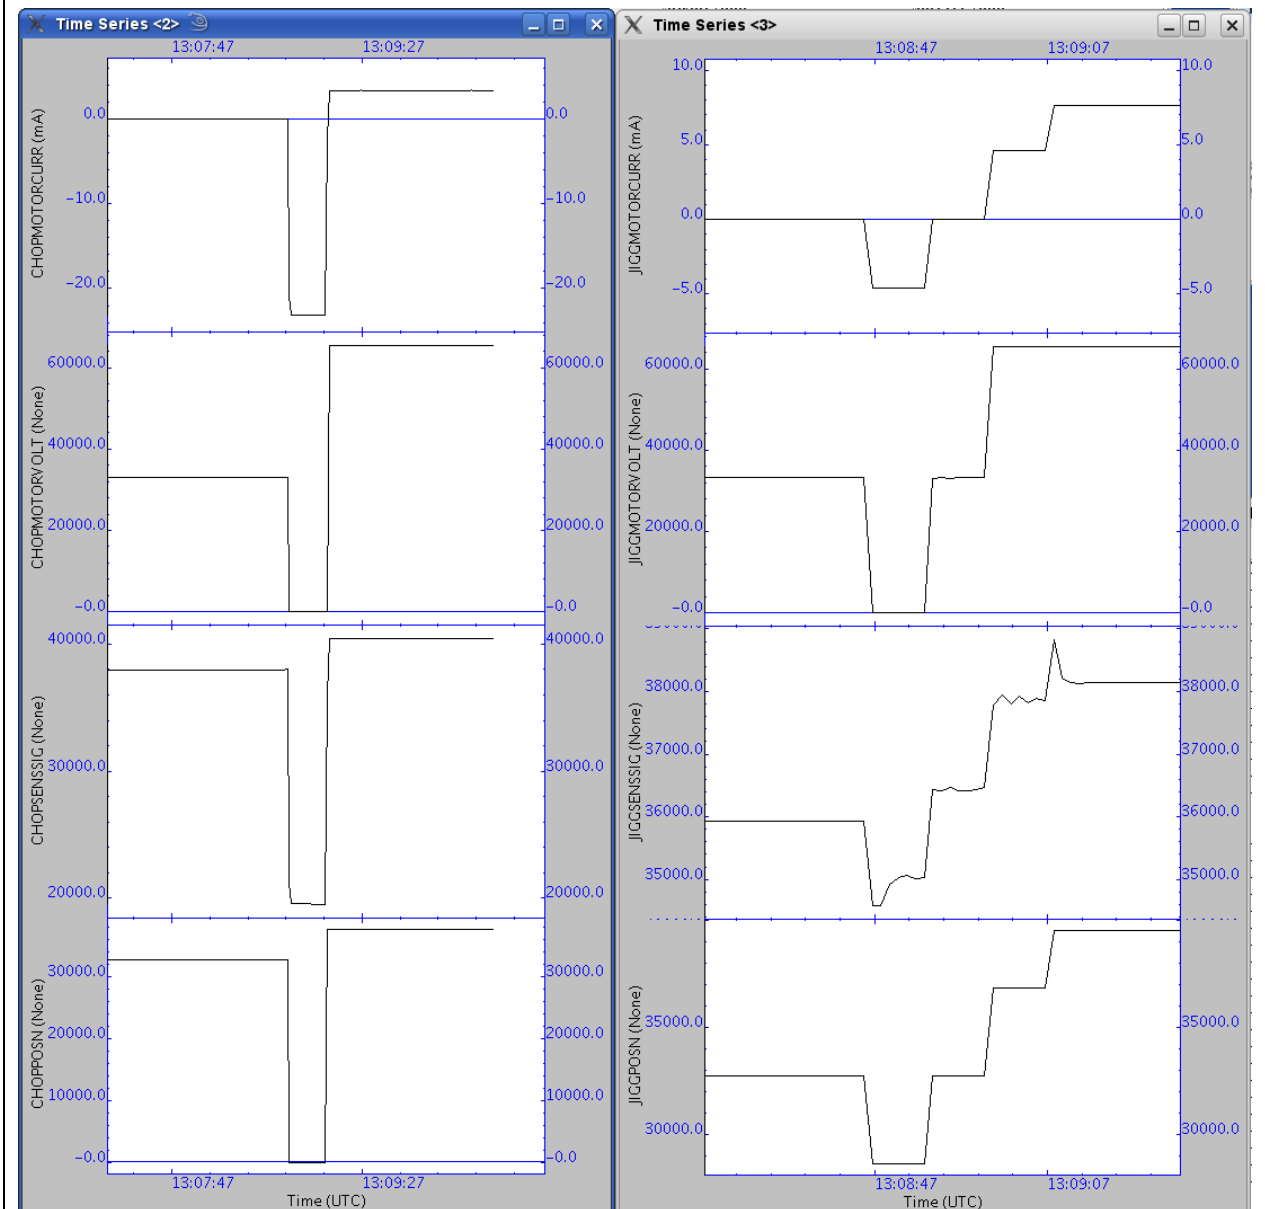 Time Series <2>
13:07:47 13:09:27
CHOPMOTORCURR (mA)
0.0 0.0
-10.0 -10.0
-20.0 -20.0
CHOPMOTORVOLT (None)
60000.0 60000.0
40000.0 40000.0
20000.0 20000.0
-0.0 -0.0
CHOPSENSSIG (None)
40000.0 40000.0
30000.0 30000.0
20000.0 20000.0
CHOPPOSN (None)
30000.0 30000.0
20000.0 20000.0
10000.0 10000.0
-0.0 -0.0
13:07:47 13:09:27
Time (UTC)
Time Series <3>
13:08:47 13:09:07
JIGGMOTORCURR (mA)
10.0 10.0
5.0 5.0
0.0 0.0
-5.0 -5.0
JIGGMOTORVOLT (None)
60000.0 60000.0
40000.0 40000.0
20000.0 20000.0
-0.0 -0.0
JIGGSENSSIG (None)
38000.0 38000.0
37000.0 37000.0
36000.0 36000.0
35000.0 35000.0
JIGGPOSN (None)
35000.0 35000.0
30000.0 30000.0
13:08:47 13:09:07
Time (UTC)